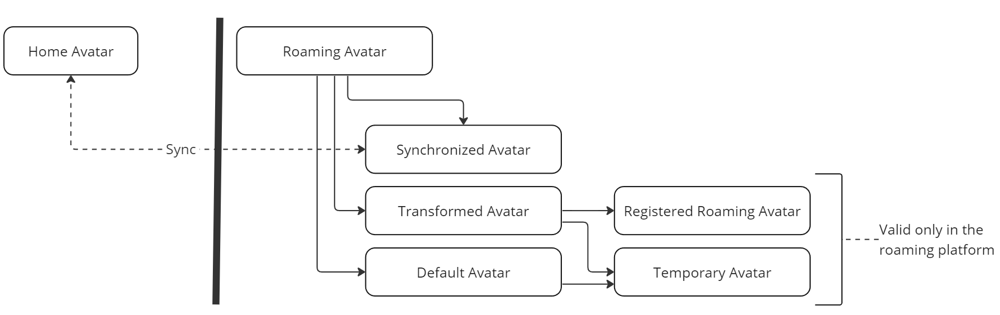 Home Avatar
Roaming Avatar
Sync
Synchronized Avatar
Transformed Avatar
Registered Roaming Avatar
Default Avatar
Temporary Avatar
Valid only in the
roaming platform